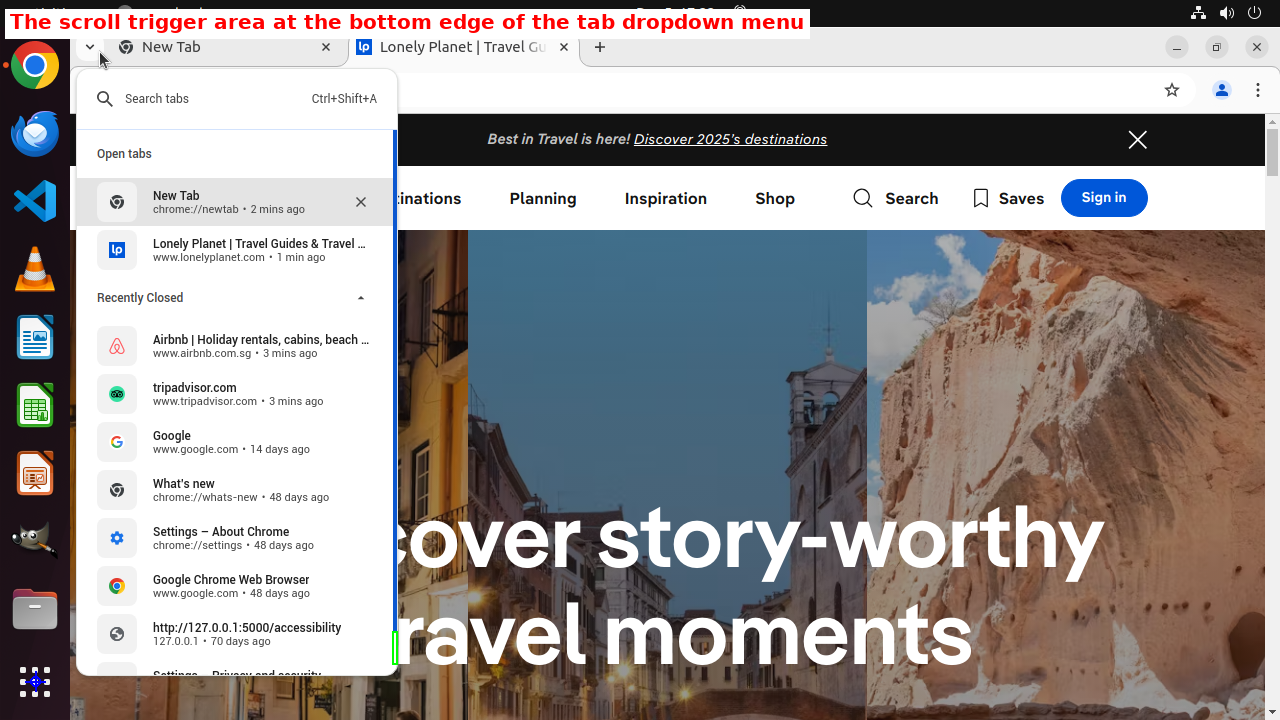 The scroll trigger area at the bottom edge of the tab dropdown menu
New Tab
Lonely Planet | Travel Gu
Search tabs
Ctrl+Shift+A
Open tabs
New Tab
chrome://newtab • 2 mins ago
Lonely Planet | Travel Guides & Travel …
www.lonelyplanet.com • 1 min ago
Recently Closed
Airbnb | Holiday rentals, cabins, beach …
www.airbnb.com.sg • 3 mins ago
tripadvisor.com
www.tripadvisor.com • 3 mins ago
Google
www.google.com • 14 days ago
What's new
chrome://whats-new • 48 days ago
Settings – About Chrome
chrome://settings • 48 days ago
Google Chrome Web Browser
www.google.com • 48 days ago
http://127.0.0.1:5000/accessibility
127.0.0.1 • 70 days ago
Settings – Privacy and security
Best in Travel is here! Discover 2025's destinations
tinations
Planning
Inspiration
Shop
Search
Saves
Sign in
lp
lp
cover story-worthy
ravel moments